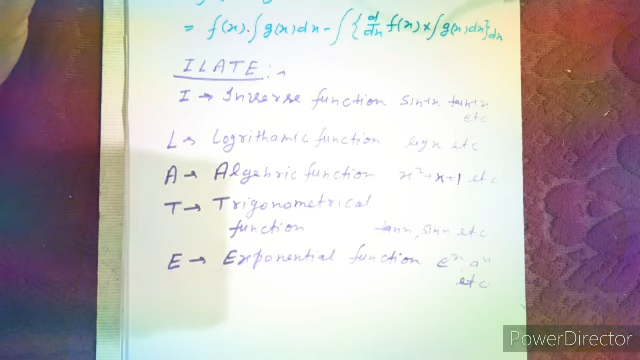 = f(x).∫g(x)dx - ∫{d/dx f(x) × ∫g(x)dx}dx
ILATE :-
I → Inverse function sin⁻¹x tan⁻¹x
etc
L → Logrithamic function logx etc
A → Algebric function x²+x+1 etc
T → Trigonometrical
function tanx, sinx etc
E → Exponential function eˣ, aˣ
etc
PowerDirector